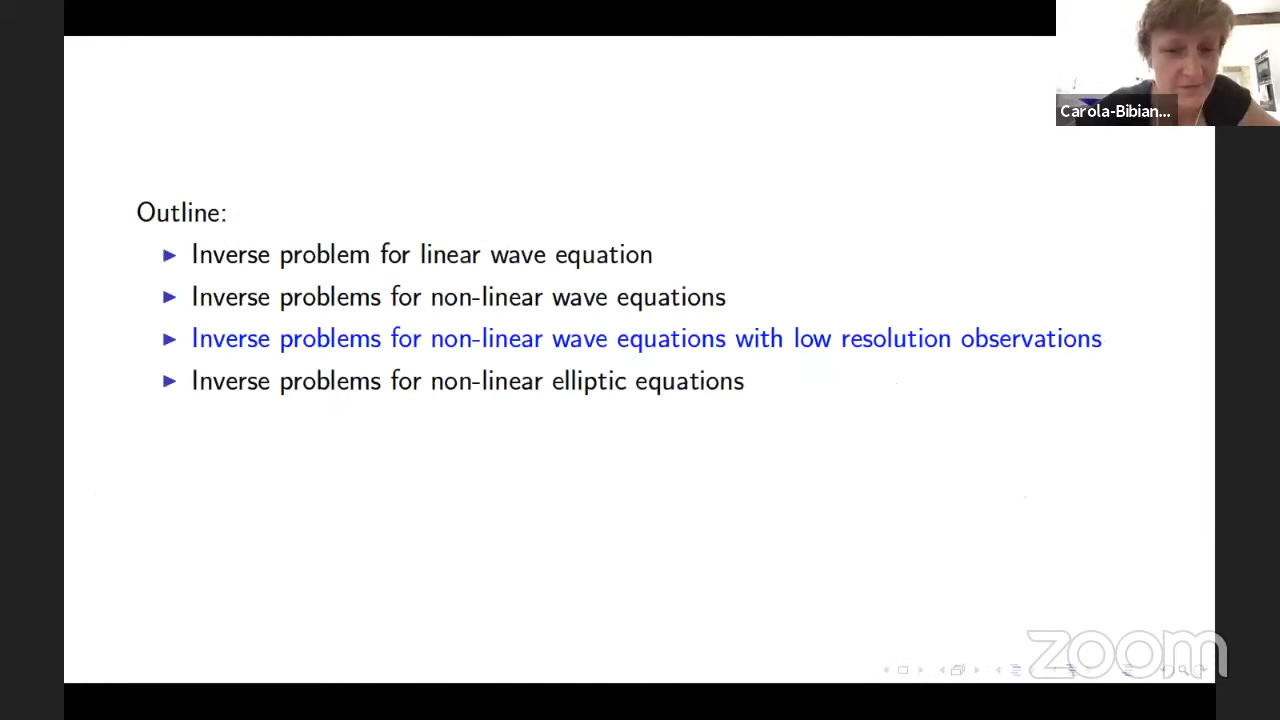 Carola-Bibian...
Outline:
► Inverse problem for linear wave equation
► Inverse problems for non-linear wave equations
► Inverse problems for non-linear wave equations with low resolution observations
► Inverse problems for non-linear elliptic equations
zoom